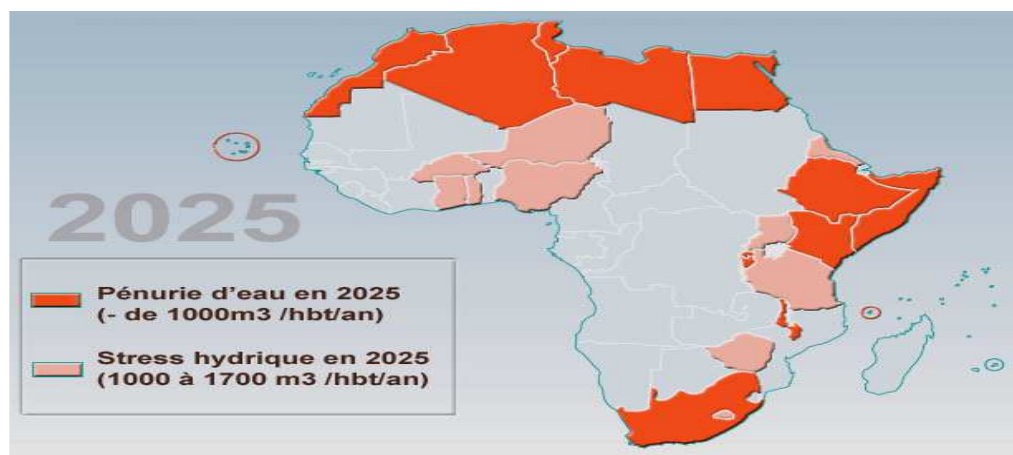 2025
Pénurie d'eau en 2025
(- de 1000m3 /hbt/an)
Stress hydrique en 2025
(1000 à 1700 m3 /hbt/an)